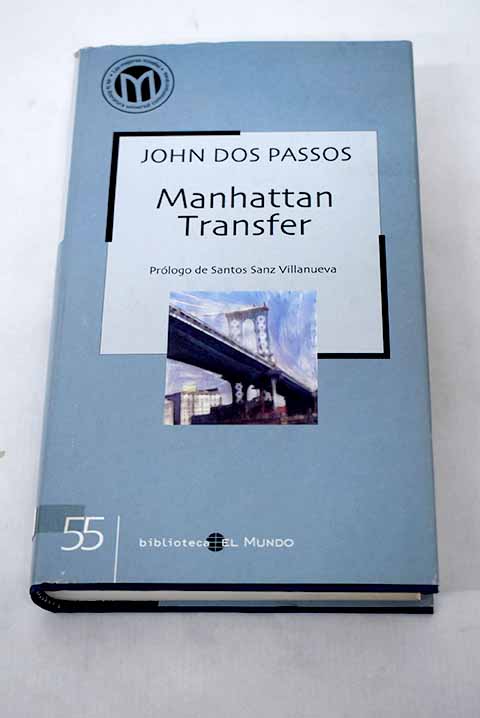 M
JOHN DOS PASSOS
Manhattan
Transfer
Prólogo de Santos Sanz Villanueva
55
biblioteca EL MUNDO